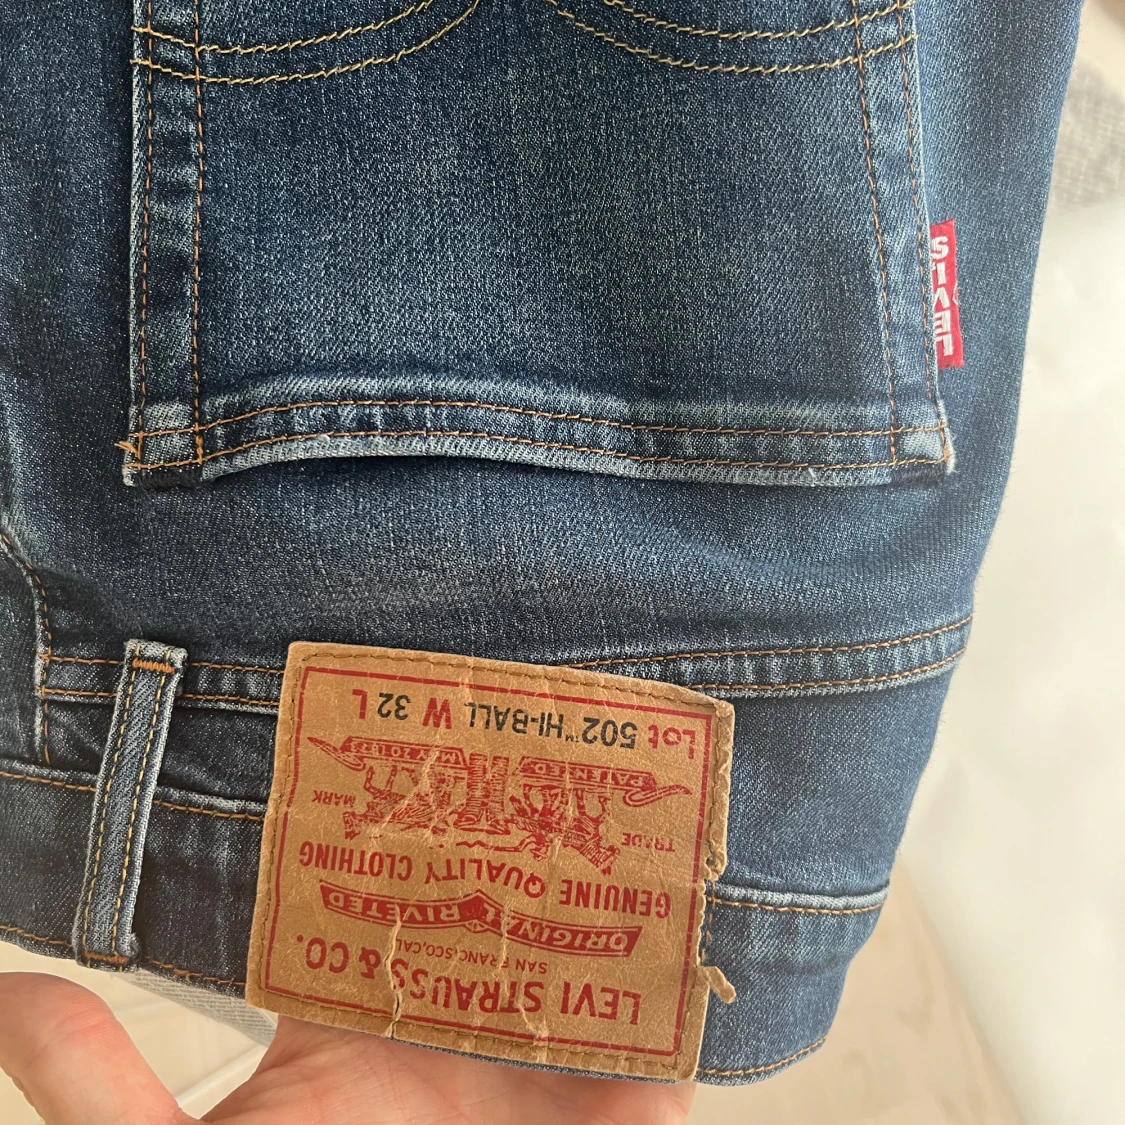 LEVI STRAUSS & CO.
SAN FRANCISCO,CAL
ORIGINAL RIVETED
GENUINE QUALITY CLOTHING
TRADE MARK
PATENTED MAY 20 1873
Lot 502™ HI-BALL W 32 L
LEVI'S